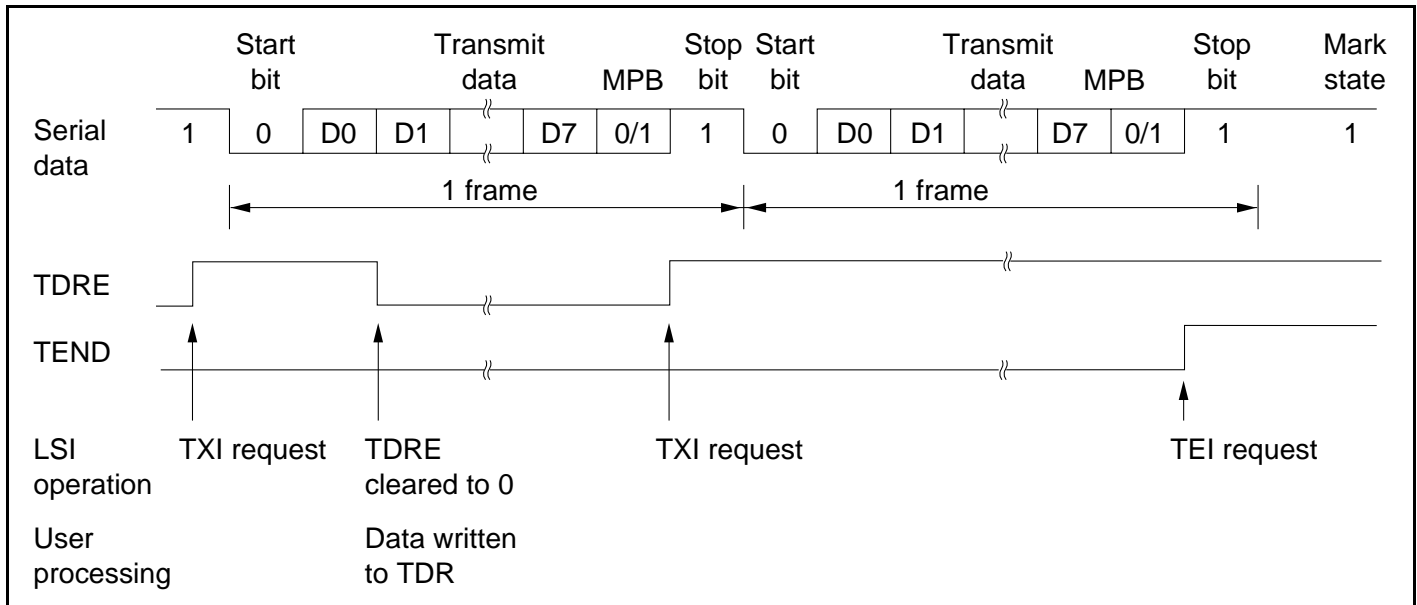 Start Transmit Stop Start Transmit Stop Mark
bit data MPB bit bit data MPB bit state
Serial 1 0 D0 D1 D7 0/1 1 0 D0 D1 D7 0/1 1 1
data
1 frame 1 frame
TDRE
TEND
LSI TXI request TDRE TXI request TEI request
operation cleared to 0
User Data written
processing to TDR